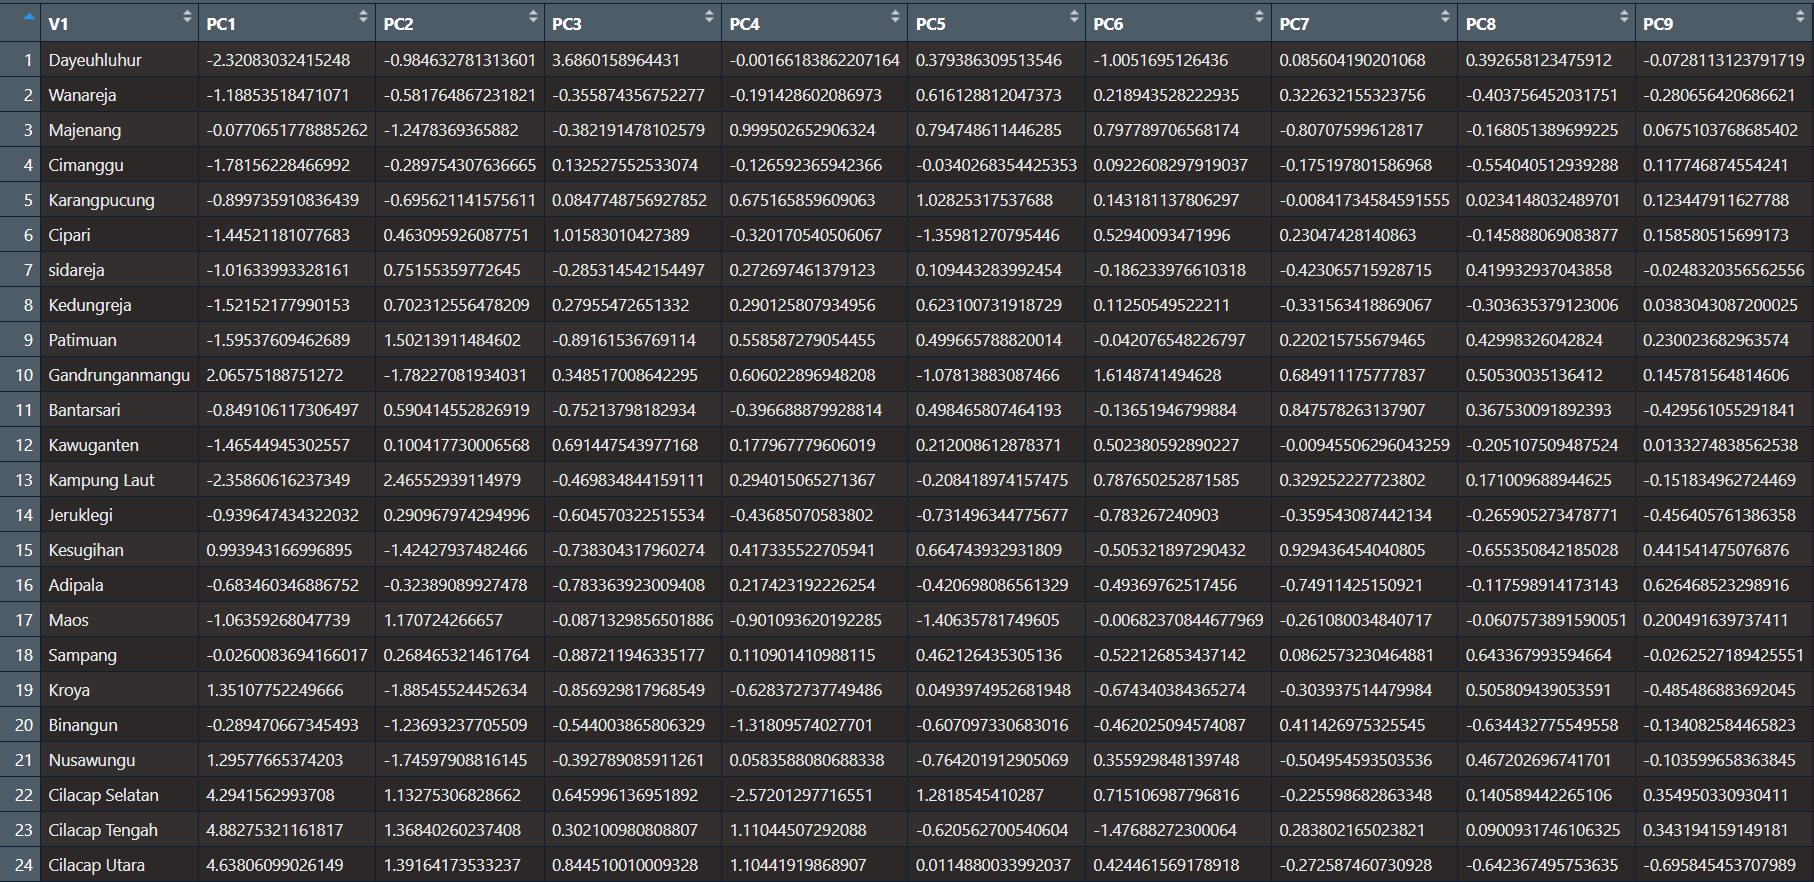 V1 PC1 PC2 PC3 PC4 PC5 PC6 PC7 PC8 PC9
1 Dayeuhluhur -2.32083032415248 -0.984632781313601 3.6860158964431 -0.00166183862207164 0.379386309513546 -1.0051695126436 0.085604190201068 0.392658123475912 -0.0728113123791719
2 Wanareja -1.18853518471071 -0.581764867231821 -0.355874356752277 -0.191428602086973 0.616128812047373 0.218943528222935 0.322632155323756 -0.403756452031751 -0.280656420686621
3 Majenang -0.0770651778885262 -1.2478369365882 -0.382191478102579 0.999502652906324 0.794748611446285 0.797789706568174 -0.80707599612817 -0.168051389699225 0.0675103768685402
4 Cimanggu -1.78156228466992 -0.289754307636665 0.132527552533074 -0.126592365942366 -0.0340268354425353 0.0922608297919037 -0.175197801586968 -0.554040512939288 0.117746874554241
5 Karangpucung -0.899735910836439 -0.695621141575611 0.0847748756927852 0.675165859609063 1.02825317537688 0.143181137806297 -0.00841734584591555 0.0234148032489701 0.123447911627788
6 Cipari -1.44521181077683 0.463095926087751 1.01583010427389 -0.320170540506067 -1.35981270795446 0.52940093471996 0.23047428140863 -0.145888069083877 0.158580515699173
7 sidareja -1.01633993328161 0.75155359772645 -0.285314542154497 0.272697461379123 0.109443283992454 -0.186233976610318 -0.423065715928715 0.419932937043858 -0.0248320356562556
8 Kedungreja -1.52152177990153 0.702312556478209 0.27955472651332 0.290125807934956 0.623100731918729 0.11250549522211 -0.331563418869067 -0.303635379123006 0.0383043087200025
9 Patimuan -1.59537609462689 1.50213911484602 -0.89161536769114 0.558587279054455 0.499665788820014 -0.042076548226797 0.220215755679465 0.42998326042824 0.230023682963574
10 Gandrunganmangu 2.06575188751272 -1.78227081934031 0.348517008642295 0.606022896948208 -1.07813883087466 1.6148741494628 0.684911175777837 0.50530035136412 0.145781564814606
11 Bantarsari -0.849106117306497 0.590414552826919 -0.75213798182934 -0.396688879928814 0.498465807464193 -0.13651946799884 0.847578263137907 0.367530091892393 -0.429561055291841
12 Kawuganten -1.46544945302557 0.100417730006568 0.691447543977168 0.177967779606019 0.212008612878371 0.502380592890227 -0.00945506296043259 -0.205107509487524 0.0133274838562538
13 Kampung Laut -2.35860616237349 2.46552939114979 -0.469834844159111 0.294015065271367 -0.208418974157475 0.787650252871585 0.329252227723802 0.171009688944625 -0.151834962724469
14 Jeruklegi -0.939647434322032 0.290967974294996 -0.604570322515534 -0.43685070583802 -0.731496344775677 -0.783267240903 -0.359543087442134 -0.265905273478771 -0.456405761386358
15 Kesugihan 0.993943166996895 -1.42427937482466 -0.738304317960274 0.417335522705941 0.664743932931809 -0.505321897290432 0.929436454040805 -0.655350842185028 0.441541475076876
16 Adipala -0.683460346886752 -0.32389089927478 -0.783363923009408 0.217423192226254 -0.420698086561329 -0.49369762517456 -0.74911425150921 -0.117598914173143 0.626468523298916
17 Maos -1.06359268047739 1.170724266657 -0.0871329856501886 -0.901093620192285 -1.40635781749605 -0.00682370844677969 -0.261080034840717 -0.0607573891590051 0.200491639737411
18 Sampang -0.0260083694166017 0.268465321461764 -0.887211946335177 0.110901410988115 0.462126435305136 -0.522126853437142 0.0862573230464881 0.643367993594664 -0.0262527189425551
19 Kroya 1.35107752249666 -1.88545524452634 -0.856929817968549 -0.628372737749486 0.0493974952681948 -0.674340384365274 -0.303937514479984 0.505809439053591 -0.485486883692045
20 Binangun -0.289470667345493 -1.23693237705509 -0.544003865806329 -1.31809574027701 -0.607097330683016 -0.462025094574087 0.411426975325545 -0.634432775549558 -0.134082584465823
21 Nusawungu 1.29577665374203 -1.74597908816145 -0.392789085911261 0.0583588080688338 -0.764201912905069 0.355929848139748 -0.504954593503536 0.467202696741701 -0.103599658363845
22 Cilacap Selatan 4.2941562993708 1.13275306828662 0.645996136951892 -2.57201297716551 1.2818545410287 0.715106987796816 -0.225598682863348 0.140589442265106 0.354950330930411
23 Cilacap Tengah 4.88275321161817 1.36840260237408 0.302100980808807 1.11044507292088 -0.620562700540604 -1.47688272300064 0.283802165023821 0.0900931746106325 0.343194159149181
24 Cilacap Utara 4.63806099026149 1.39164173533237 0.844510010009328 1.10441919868907 0.0114880033992037 0.424461569178918 -0.272587460730928 -0.642367495753635 -0.695845453707989